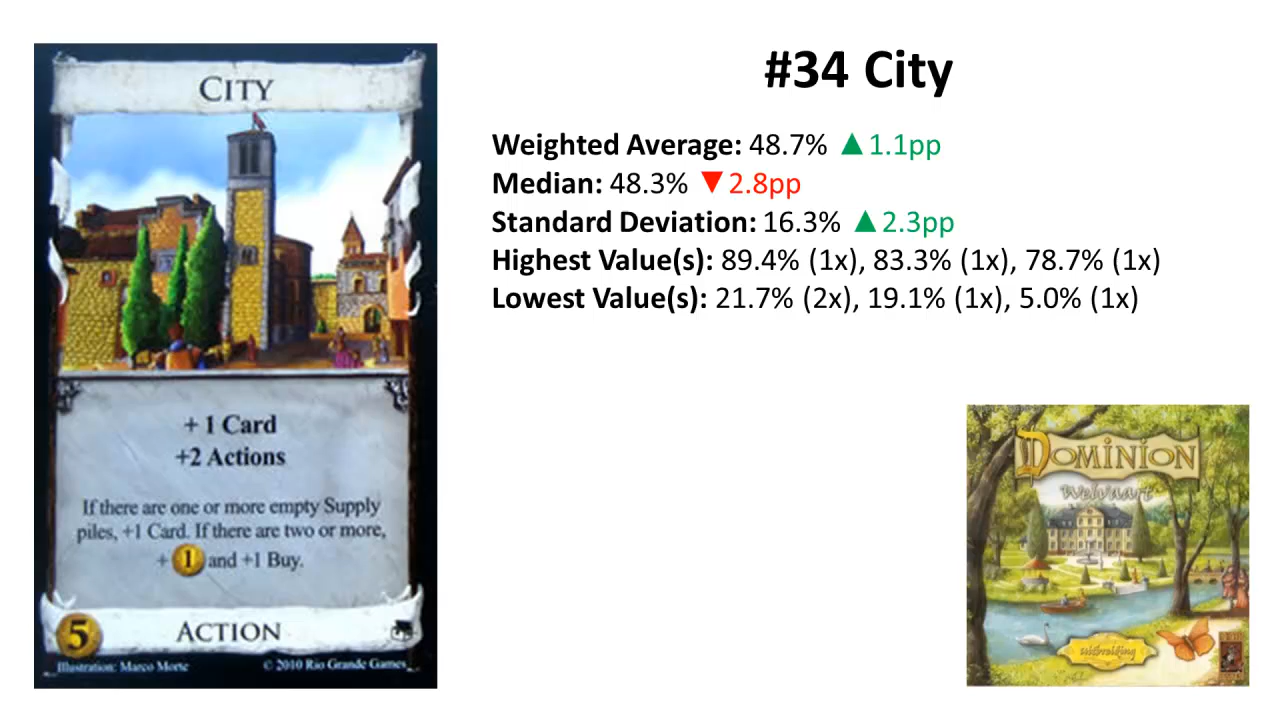 CITY
+ 1 Card
+2 Actions
If there are one or more empty Supply
piles, +1 Card. If there are two or more,
+ 1 and +1 Buy.
5
ACTION
Illustration: Marco Morte
© 2010 Rio Grande Games
#34 City
Weighted Average: 48.7% ▲1.1pp
Median: 48.3% ▼2.8pp
Standard Deviation: 16.3% ▲2.3pp
Highest Value(s): 89.4% (1x), 83.3% (1x), 78.7% (1x)
Lowest Value(s): 21.7% (2x), 19.1% (1x), 5.0% (1x)
DOMINION
Welvaart
uitbreiding